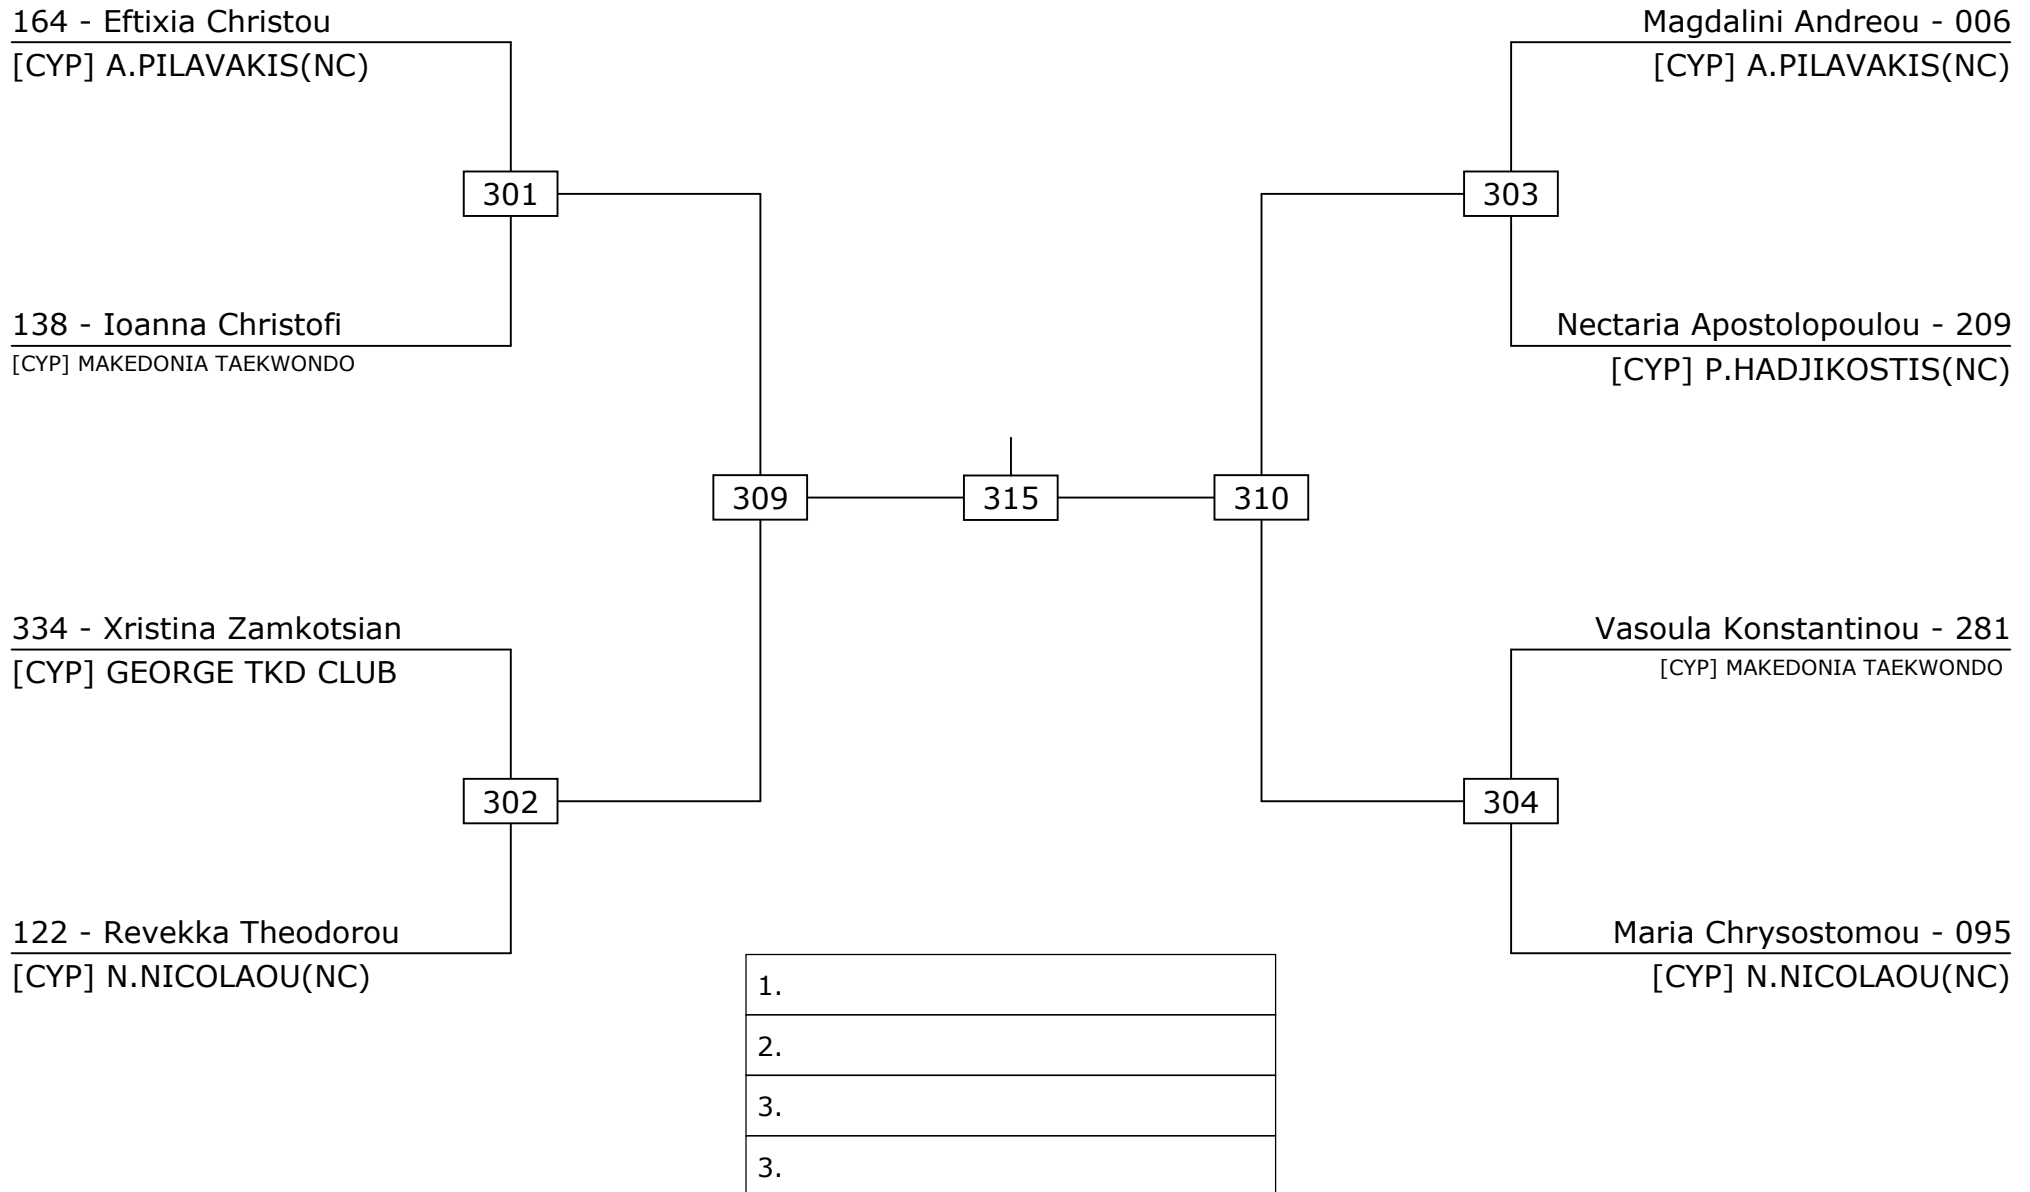 164 - Eftixia Christou
[CYP] A.PILAVAKIS(NC)
301
138 - Ioanna Christofi
[CYP] MAKEDONIA TAEKWONDO
334 - Xristina Zamkotsian
[CYP] GEORGE TKD CLUB
302
122 - Revekka Theodorou
[CYP] N.NICOLAOU(NC)
309
315
310
Magdalini Andreou - 006
[CYP] A.PILAVAKIS(NC)
303
Nectaria Apostolopoulou - 209
[CYP] P.HADJIKOSTIS(NC)
Vasoula Konstantinou - 281
[CYP] MAKEDONIA TAEKWONDO
304
Maria Chrysostomou - 095
[CYP] N.NICOLAOU(NC)
1.
2.
3.
3.